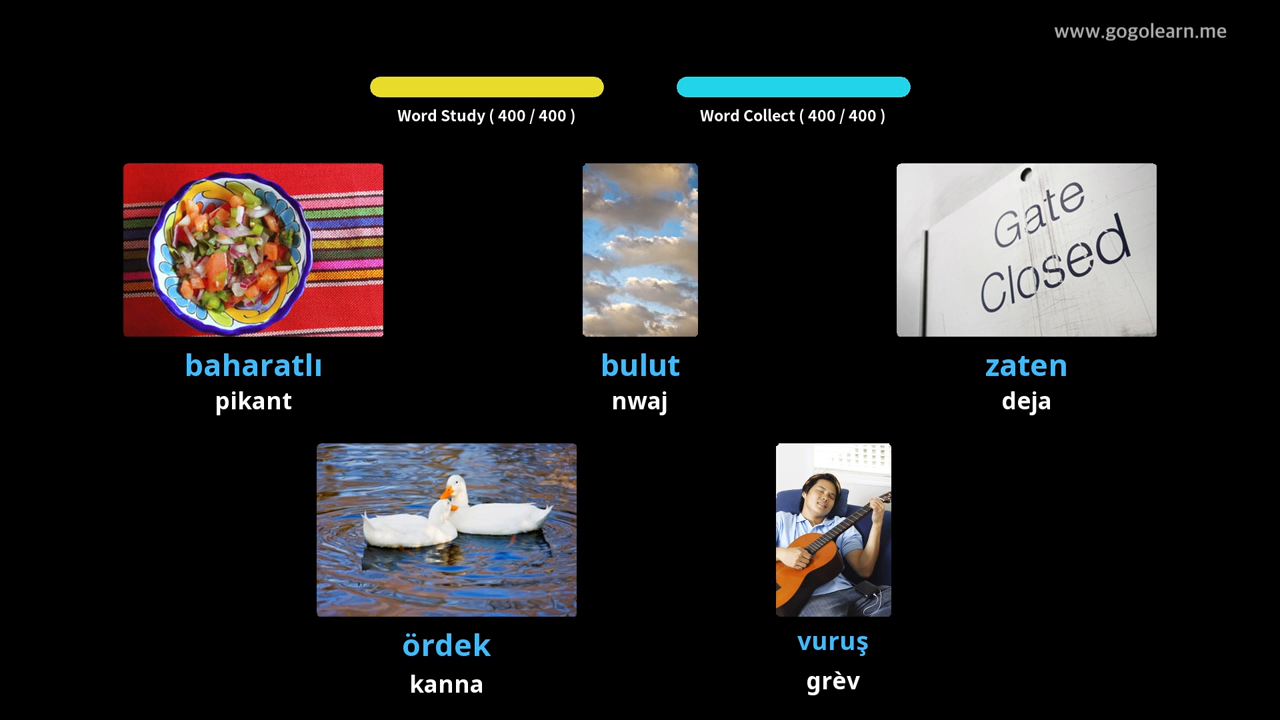 www.gogolearn.me
Word Study ( 400 / 400 )
Word Collect ( 400 / 400 )
Gate
Closed
baharatlı
pikant
bulut
nwaj
zaten
deja
ördek
kanna
vuruş
grèv